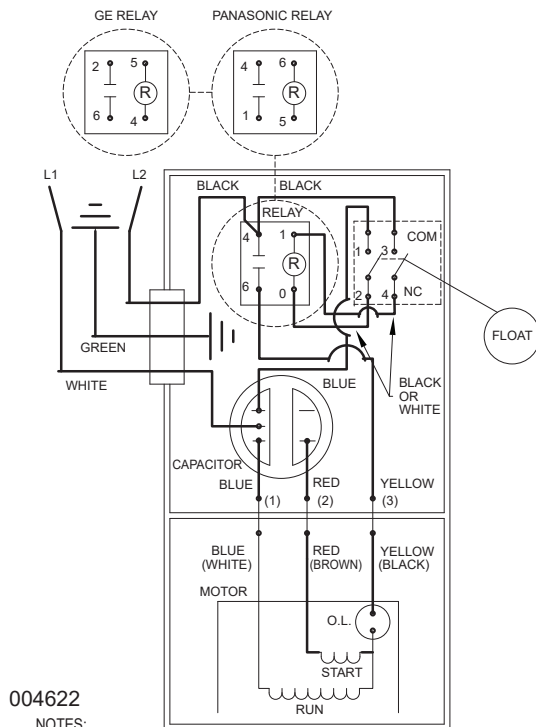 GE RELAY PANASONIC RELAY
2 5
R
6 4
4 6
R
1 5
L1 L2
BLACK BLACK
RELAY
4 1
R
6 0
COM
1 3
2 4 NC
FLOAT
GREEN
WHITE
BLUE
BLACK
OR
WHITE
CAPACITOR
BLUE RED YELLOW
(1) (2) (3)
BLUE RED YELLOW
(WHITE) (BROWN) (BLACK)
MOTOR
O.L.
START
RUN
004622
NOTES: